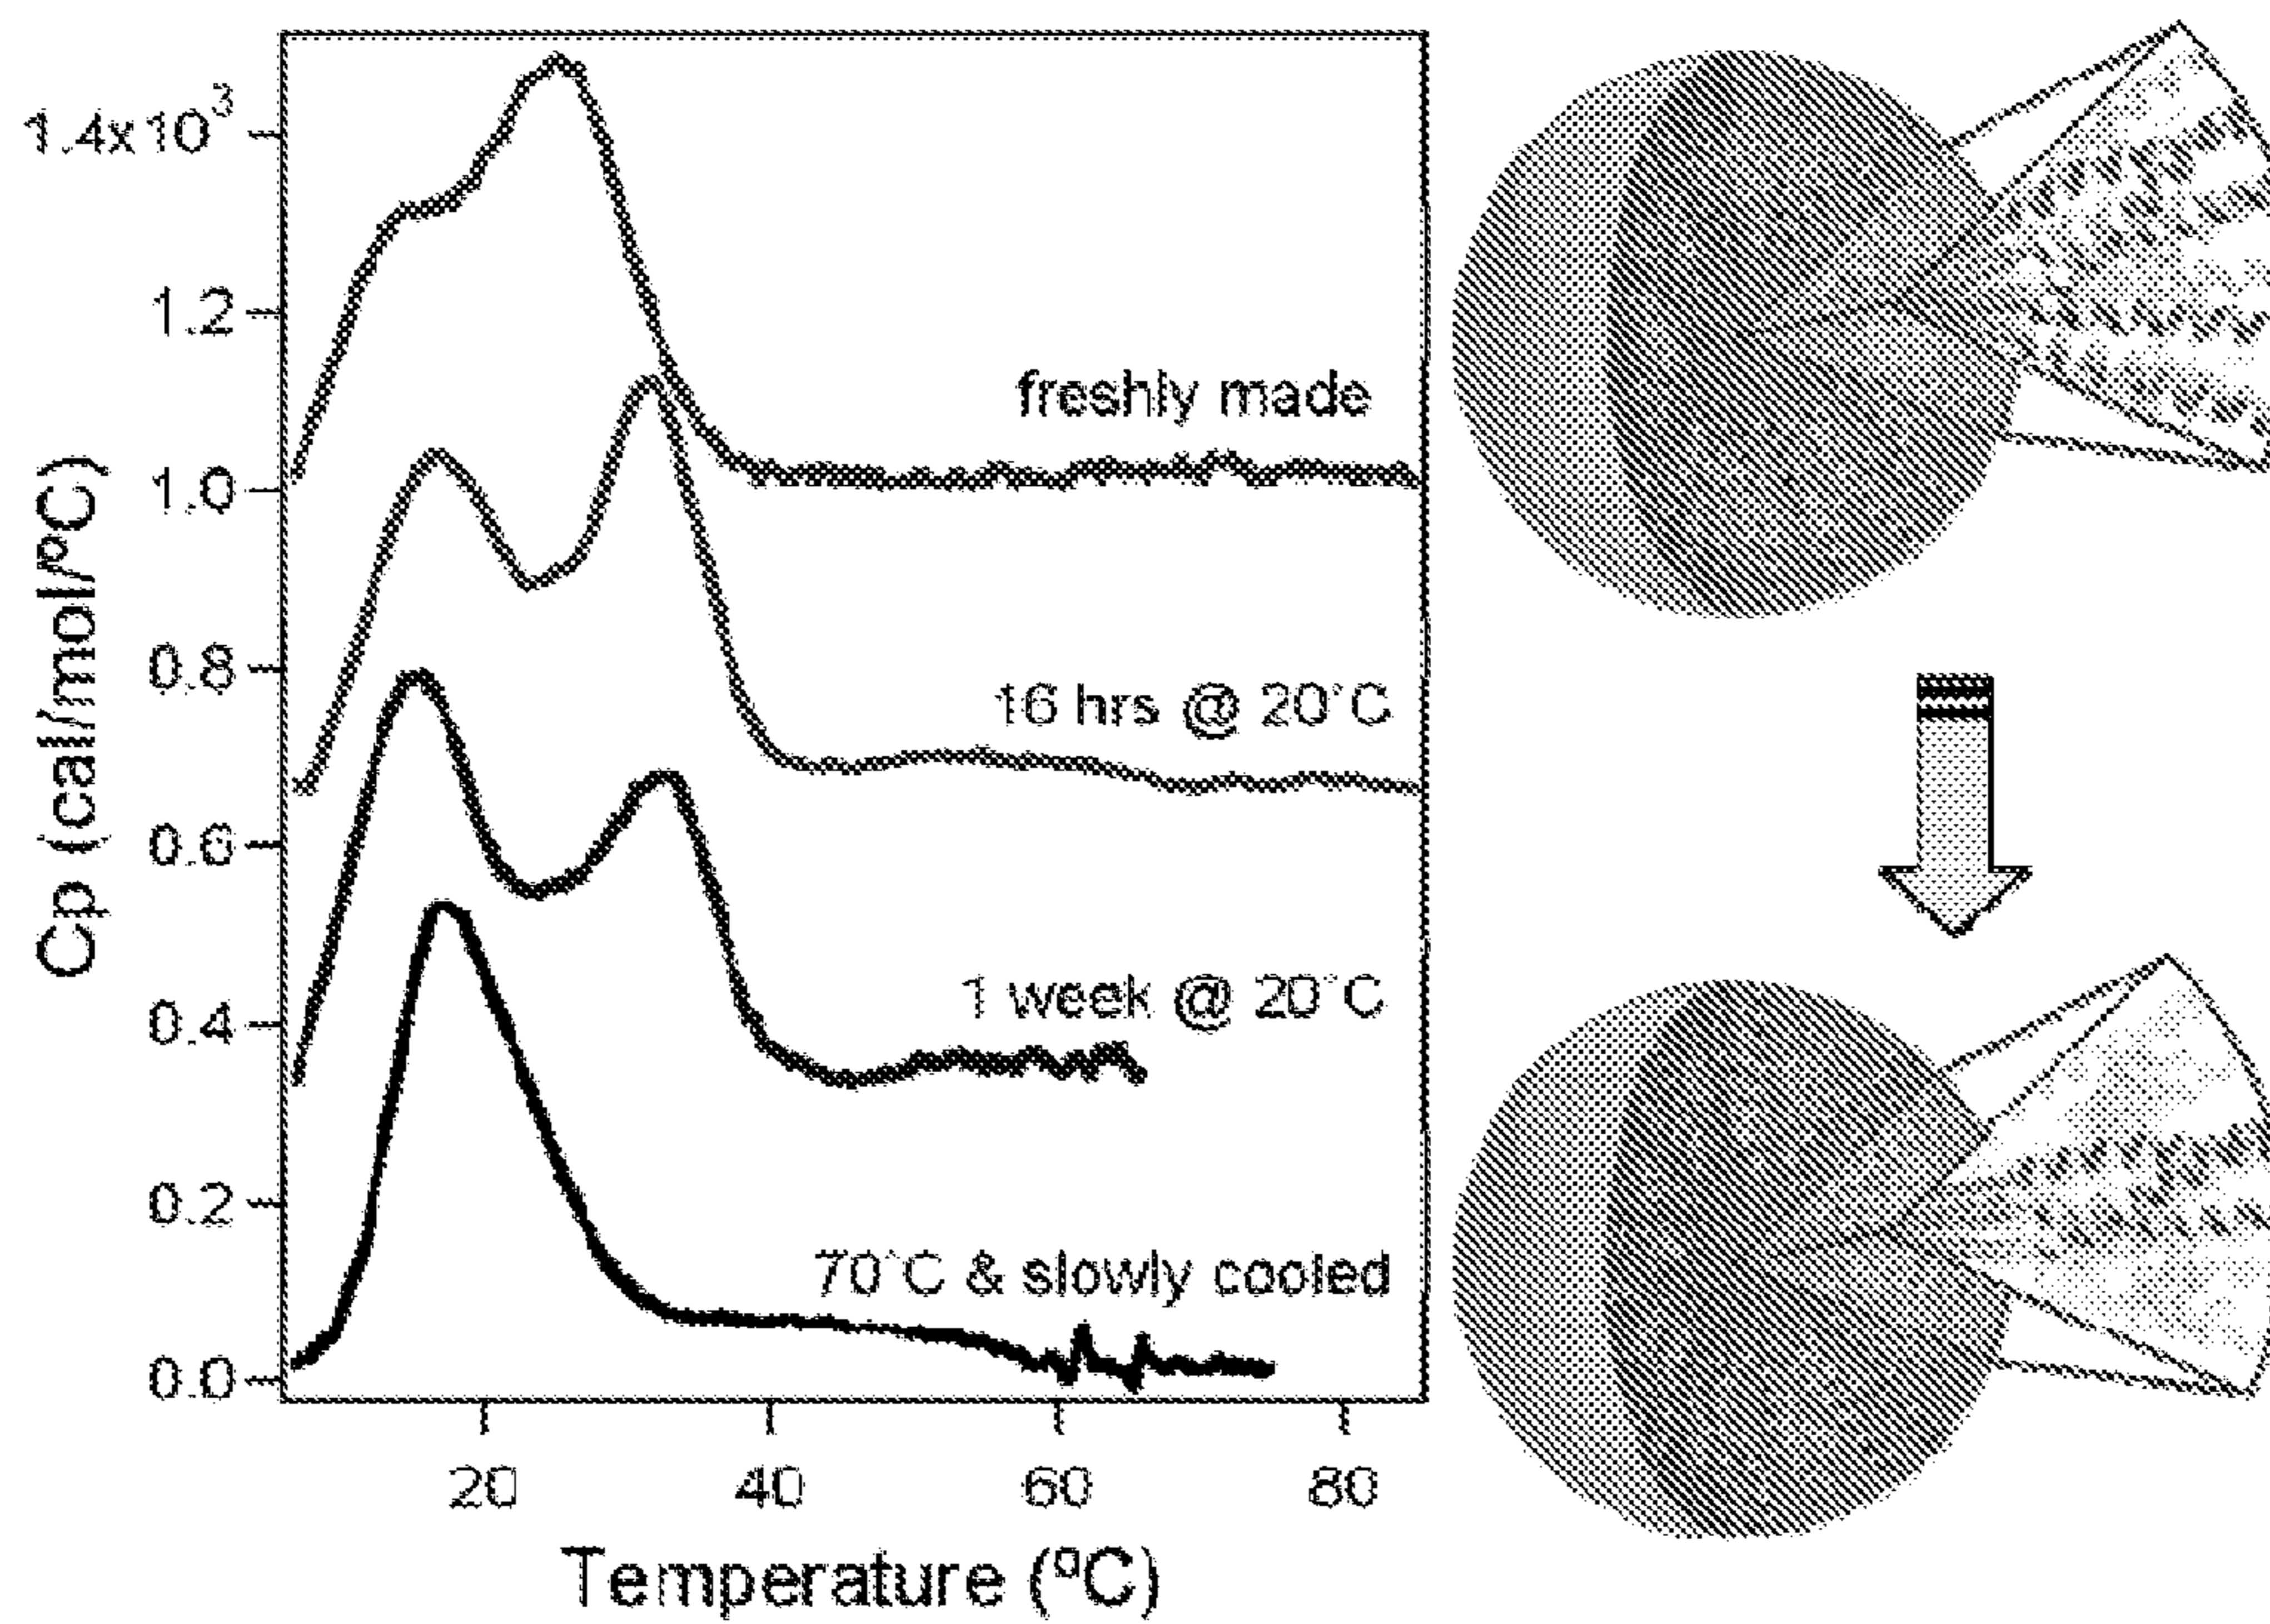 1.4x10³
1.2
1.0
0.8
0.6
0.4
0.2
0.0
Cp (cal/mol/ºC)
freshly made
16 hrs @ 20°C
1 week @ 20°C
70°C & slowly cooled
20 40 60 80
Temperature (ºC)